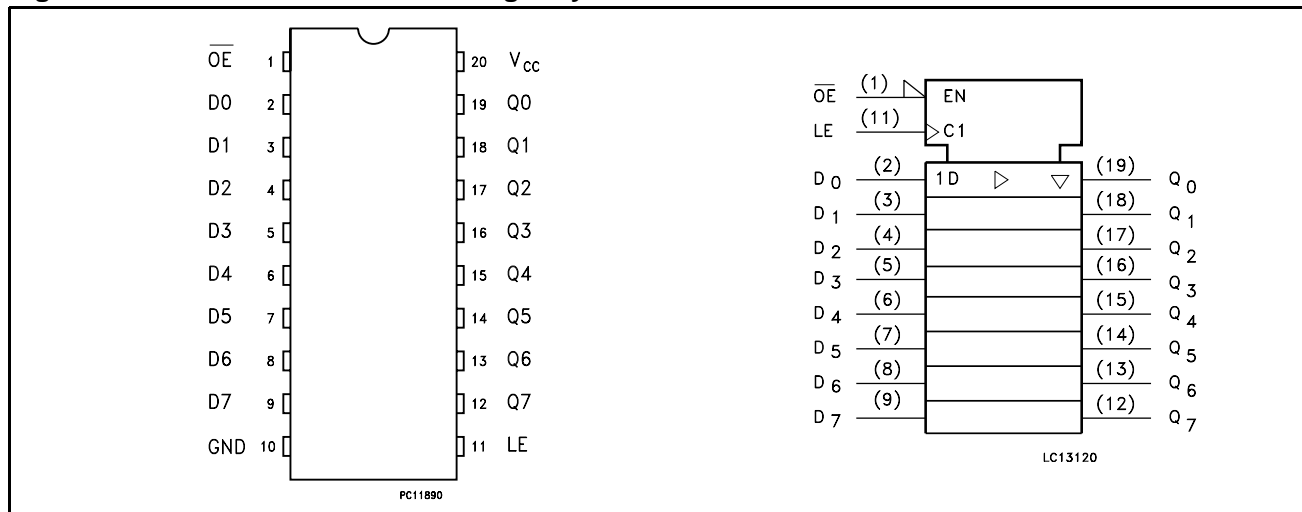 OE 1 20 VCC
D0 2 19 Q0
D1 3 18 Q1
D2 4 17 Q2
D3 5 16 Q3
D4 6 15 Q4
D5 7 14 Q5
D6 8 13 Q6
D7 9 12 Q7
GND 10 11 LE
PC11890
OE (1) EN
LE (11) C1
D0 (2) 1D (19) Q0
D1 (3) (18) Q1
D2 (4) (17) Q2
D3 (5) (16) Q3
D4 (6) (15) Q4
D5 (7) (14) Q5
D6 (8) (13) Q6
D7 (9) (12) Q7
LC13120